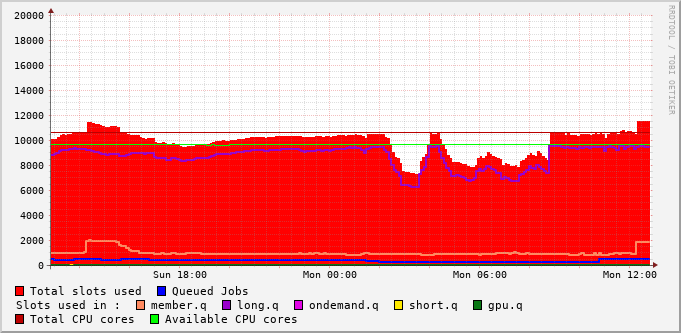 20000
18000
16000
14000
12000
10000
8000
6000
4000
2000
0
Sun 18:00 Mon 00:00 Mon 06:00 Mon 12:00
Total slots used Queued Jobs
Slots used in : member.q long.q ondemand.q short.q gpu.q
Total CPU cores Available CPU cores
RRDTOOL / TOBI OETIKER